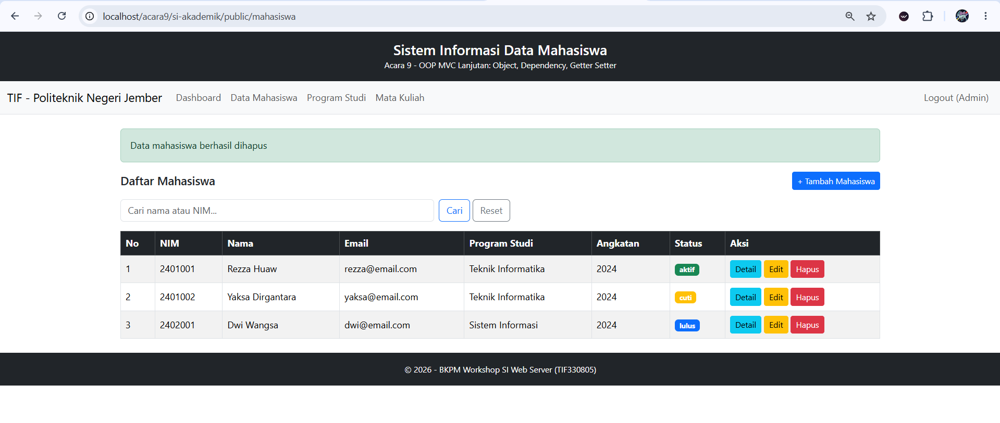 localhost/acara9/si-akademik/public/mahasiswa
Sistem Informasi Data Mahasiswa
Acara 9 - OOP MVC Lanjutan: Object, Dependency, Getter Setter
TIF - Politeknik Negeri Jember Dashboard Data Mahasiswa Program Studi Mata Kuliah Logout (Admin)
Data mahasiswa berhasil dihapus
Daftar Mahasiswa + Tambah Mahasiswa
Cari nama atau NIM... Cari Reset
No NIM Nama Email Program Studi Angkatan Status Aksi
1 2401001 Rezza Huaw rezza@email.com Teknik Informatika 2024 aktif Detail Edit Hapus
2 2401002 Yaksa Dirgantara yaksa@email.com Teknik Informatika 2024 cuti Detail Edit Hapus
3 2402001 Dwi Wangsa dwi@email.com Sistem Informasi 2024 lulus Detail Edit Hapus
© 2026 - BKPM Workshop SI Web Server (TIF330805)